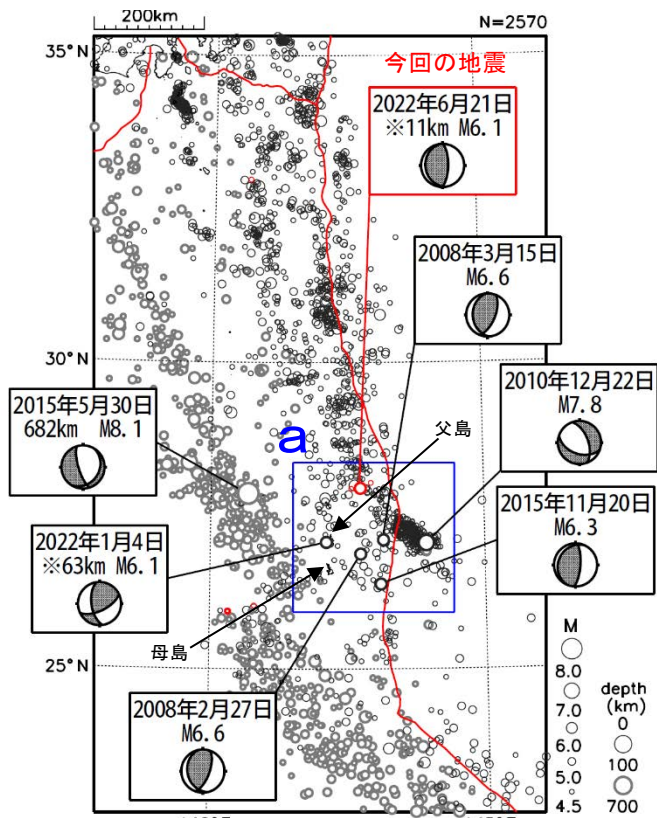 200km
N=2570
35°N
今回の地震
2022年6月21日
※11km M6.1
2008年3月15日
M6.6
30°N
2010年12月22日
M7.8
2015年5月30日
682km M8.1
a
父島
2015年11月20日
M6.3
2022年1月4日
※63km M6.1
母島
25°N
2008年2月27日
M6.6
M
8.0
7.0
6.0
5.0
4.5
depth
(km)
0
100
700